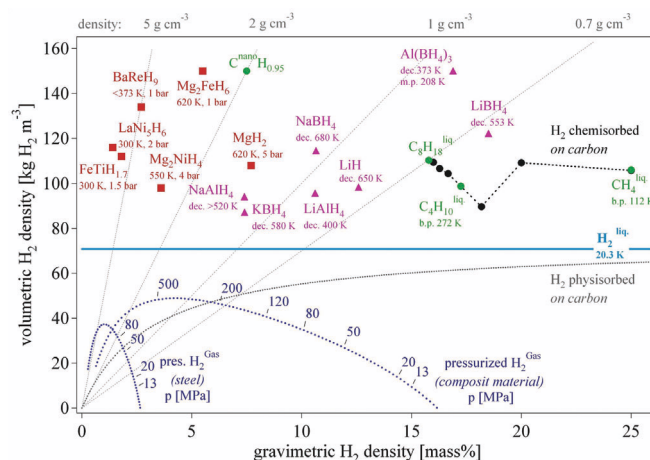 density: 5 g cm⁻³ 2 g cm⁻³ 1 g cm⁻³ 0.7 g cm⁻³
160
140
120
100
80
60
40
20
0
volumetric H₂ density [kg H₂ m⁻³]
BaReH₉
<373 K, 1 bar
Mg₂FeH₆
620 K, 1 bar
C^nano H₀.₉₅
Al(BH₄)₃
dec.373 K
m.p. 208 K
LaNi₅H₆
300 K, 2 bar
FeTiH₁.₇
300 K, 1.5 bar
Mg₂NiH₄
550 K, 4 bar
MgH₂
620 K, 5 bar
NaBH₄
dec. 680 K
LiBH₄
dec. 553 K
H₂ chemisorbed
on carbon
C₈H₁₈^liq.
LiH
dec. 650 K
NaAlH₄
dec. >520 K
KBH₄
dec. 580 K
LiAlH₄
dec. 400 K
C₄H₁₀^liq.
b.p. 272 K
CH₄^liq.
b.p. 112 K
H₂^liq.
20.3 K
H₂ physisorbed
on carbon
500
200
120
80
50
20
13
80
50
20
13
pres. H₂^Gas
(steel)
p [MPa]
pressurized H₂^Gas
(composit material)
p [MPa]
0 5 10 15 20 25
gravimetric H₂ density [mass%]